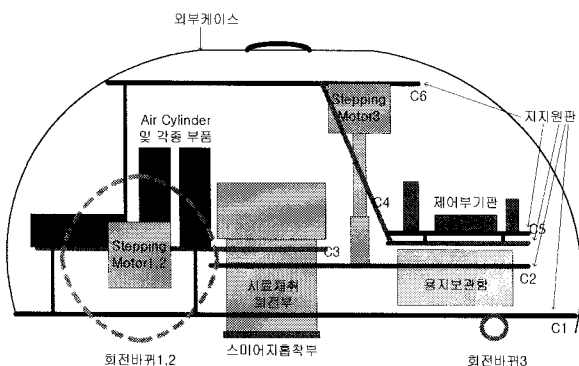 외부케이스
Stepping
Motor3
C6
지지원판
Air Cylinder
및 각종 부품
C4
제어부기판
C5
Stepping
Motor1,2
C3
C2
시료채취
회전부
용지보관함
C1
스미어지흡착부
회전바퀴1,2
회전바퀴3